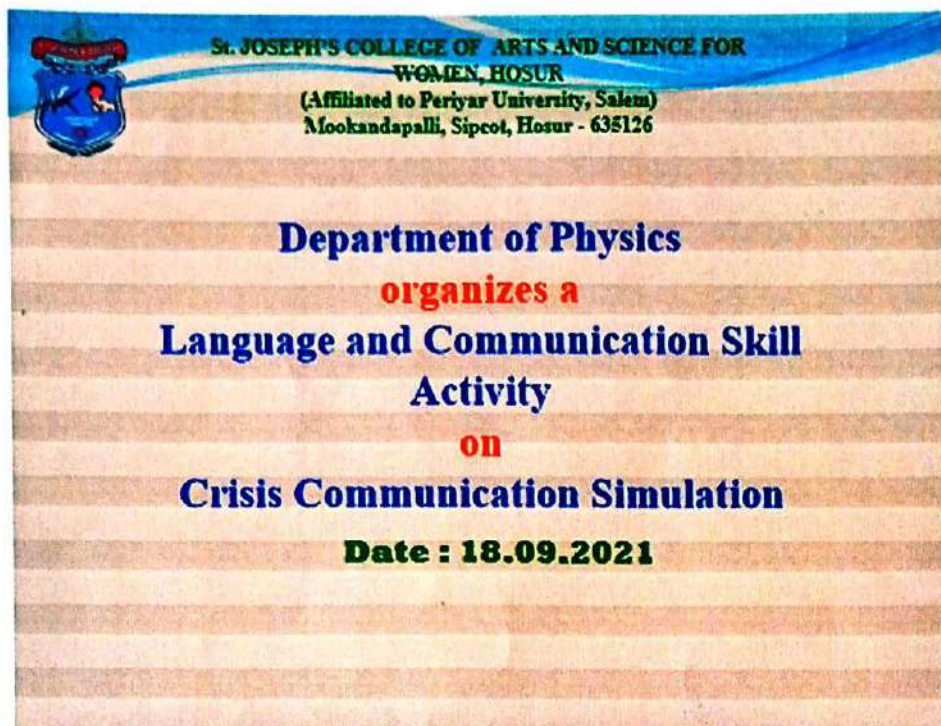 St. JOSEPH'S COLLEGE OF ARTS AND SCIENCE FOR
WOMEN, HOSUR
(Affiliated to Periyar University, Salem)
Mookandapalli, Sipcot, Hosur - 635126
Department of Physics
organizes a
Language and Communication Skill
Activity
on
Crisis Communication Simulation
Date : 18.09.2021